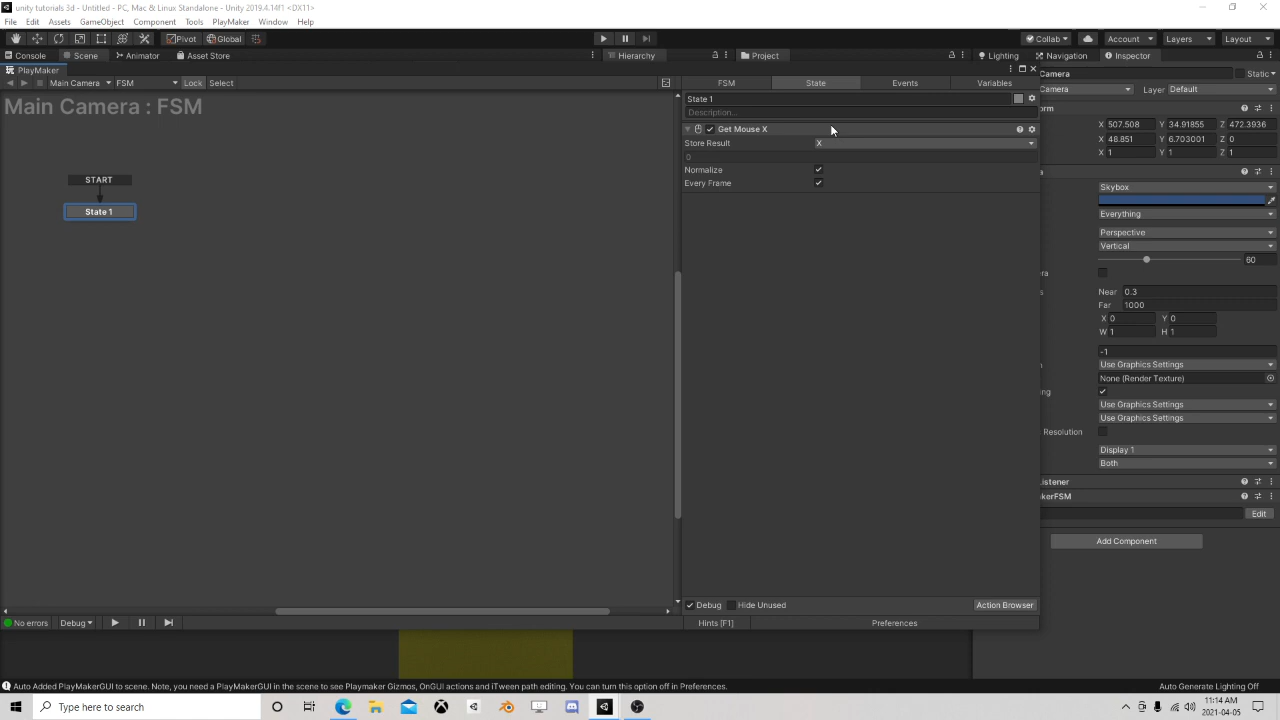 unity tutorials 3d - Untitled - PC, Mac & Linux Standalone - Unity 2019.4.14f1 <DX11>
File Edit Assets GameObject Component Tools PlayMaker Window Help
Pivot Global Collab Account Layers Layout
Console Scene Animator Asset Store Hierarchy Project Lighting Navigation Inspector
PlayMaker
Main Camera FSM Lock Select FSM State Events Variables
Main Camera : FSM
START
State 1
State 1
Description...
Get Mouse X
Store Result X
0
Normalize
Every Frame
Debug Hide Unused Action Browser
No errors Debug Hints [F1] Preferences
Camera Static
Camera Layer Default
form
X 507.508 Y 34.91855 Z 472.3936
X 48.851 Y 6.703001 Z 0
X 1 Y 1 Z 1
a
Skybox
Everything
Perspective
Vertical
60
era
s Near 0.3
Far 1000
X 0 Y 0
W 1 H 1
-1
Use Graphics Settings
None (Render Texture)
ng
Use Graphics Settings
Use Graphics Settings
Resolution
Display 1
Both
Listener
kerFSM
Edit
Add Component
Auto Added PlayMakerGUI to scene. Note, you need a PlayMakerGUI in the scene to see Playmaker Gizmos, OnGUI actions and iTween path editing. You can turn this option off in Preferences.
Auto Generate Lighting Off
Type here to search
11:14 AM
2021-04-05